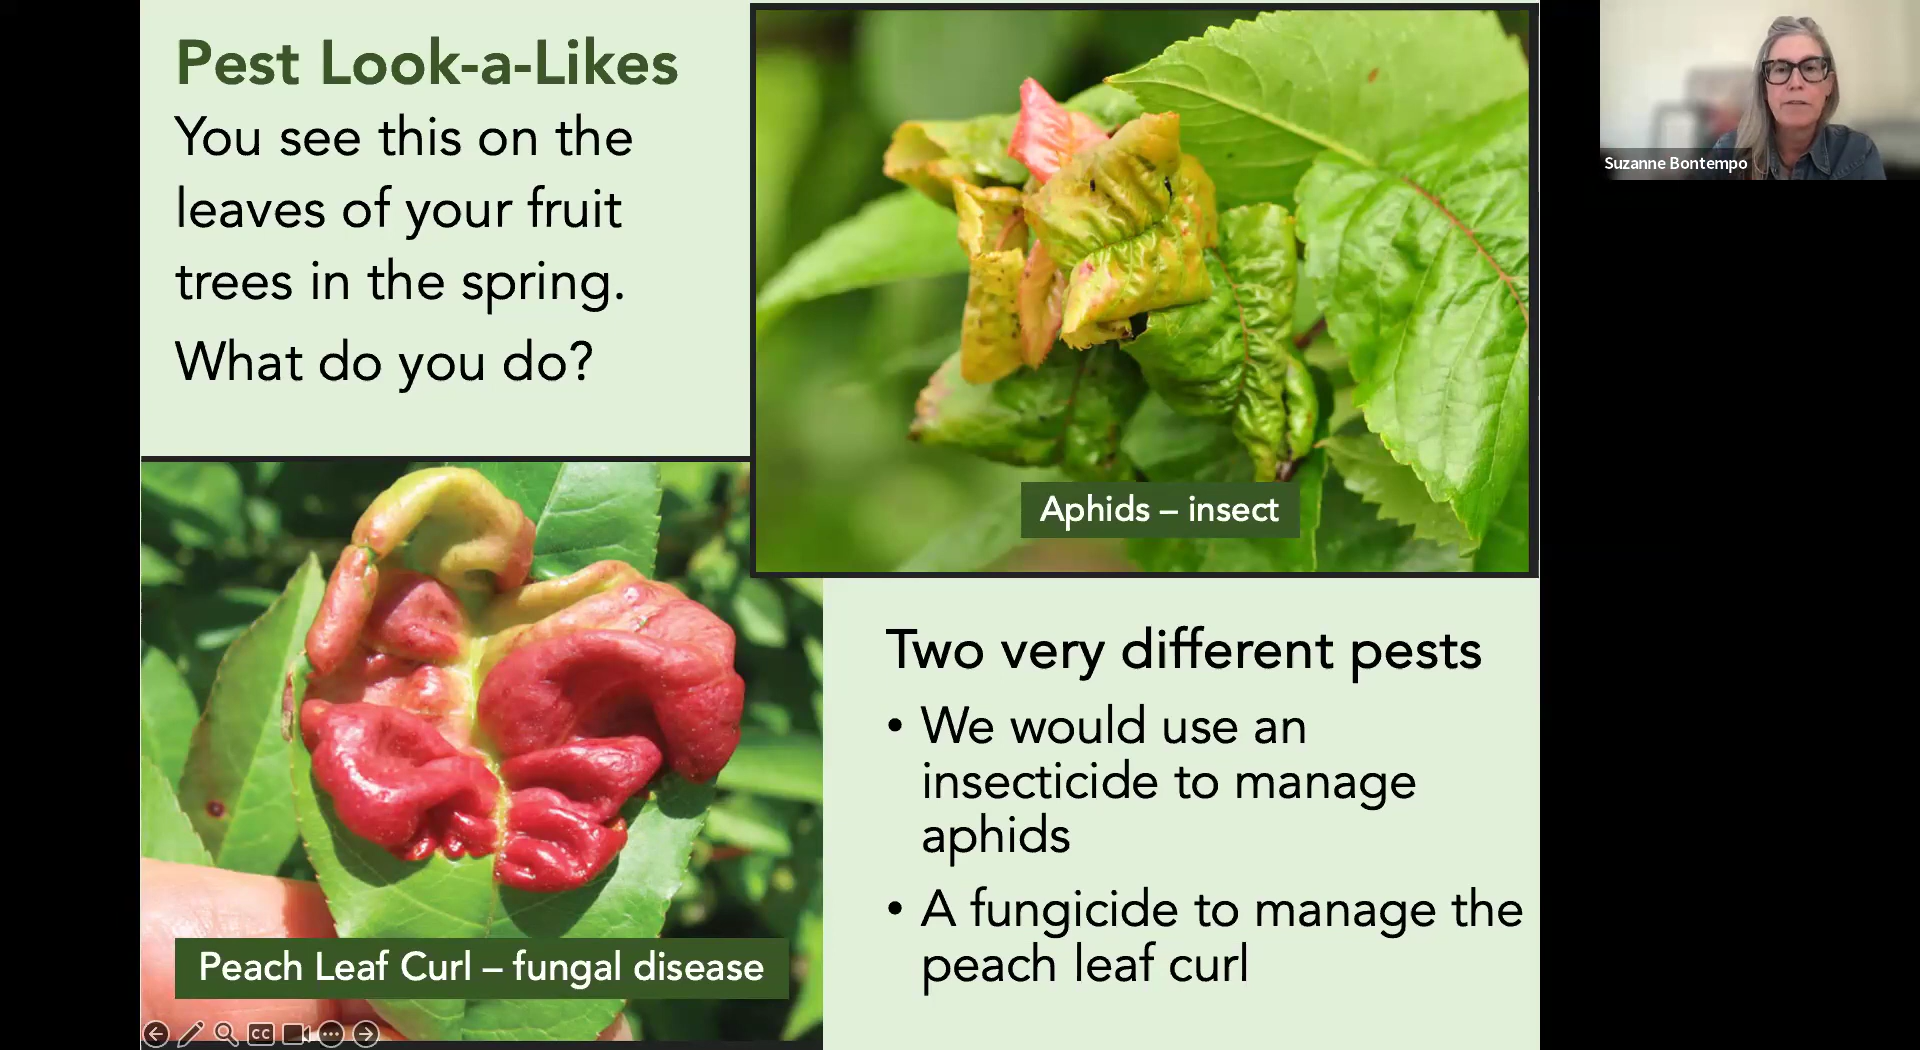 Pest Look-a-Likes
You see this on the
leaves of your fruit
trees in the spring.
What do you do?
Aphids – insect
Suzanne Bontempo
Peach Leaf Curl – fungal disease
Two very different pests
• We would use an
insecticide to manage
aphids
• A fungicide to manage the
peach leaf curl
CC